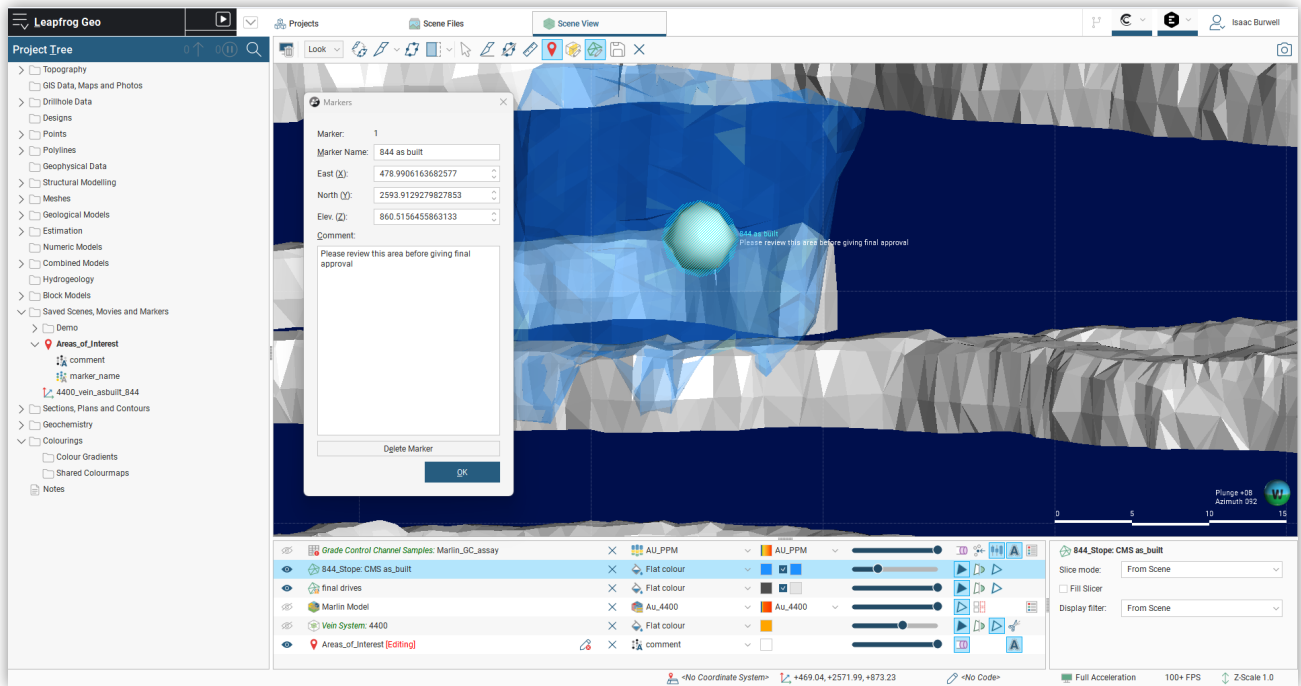 Leapfrog Geo
Projects
Scene Files
Scene View
Isaac Burwell
Project Tree
0
0
Look
Topography
GIS Data, Maps and Photos
Drillhole Data
Designs
Points
Polylines
Geophysical Data
Structural Modelling
Meshes
Geological Models
Estimation
Numeric Models
Combined Models
Hydrogeology
Block Models
Saved Scenes, Movies and Markers
Demo
Areas_of_Interest
comment
marker_name
4400_vein_asbuilt_844
Sections, Plans and Contours
Geochemistry
Colourings
Colour Gradients
Shared Colourmaps
Notes
Markers
Marker: 1
Marker Name: 844 as built
East (X): 478.9906163682577
North (Y): 2593.9129279827853
Elev. (Z): 860.5156455863133
Comment:
Please review this area before giving final
approval
Delete Marker
OK
844 as built
Please review this area before giving final approval
Plunge +08
Azimuth 092
W
0 5 10 15
Grade Control Channel Samples: Marlin_GC_assay AU_PPM AU_PPM A
844_Stope: CMS as_built Flat colour
final drives Flat colour
Marlin Model Au_4400 Au_4400
Vein System: 4400 Flat colour
Areas_of_Interest [Editing] comment A
844_Stope: CMS as_built
Slice mode: From Scene
Fill Slicer
Display filter: From Scene
<No Coordinate System> +469.04, +2571.99, +873.23 <No Code> Full Acceleration 100+ FPS Z-Scale 1.0